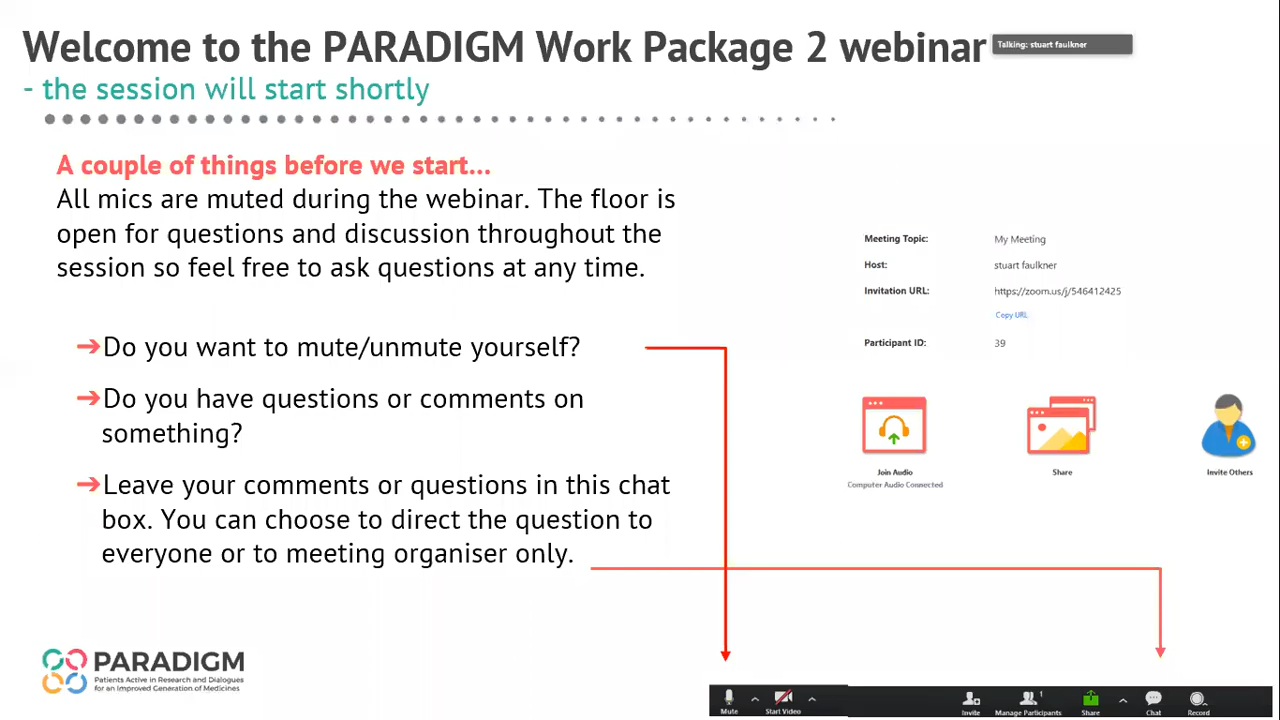 Welcome to the PARADIGM Work Package 2 webinar
Talking: stuart faulkner
- the session will start shortly
A couple of things before we start...
All mics are muted during the webinar. The floor is
open for questions and discussion throughout the
session so feel free to ask questions at any time.
➔Do you want to mute/unmute yourself?
➔Do you have questions or comments on
something?
➔Leave your comments or questions in this chat
box. You can choose to direct the question to
everyone or to meeting organiser only.
Meeting Topic: My Meeting
Host: stuart faulkner
Invitation URL: https://zoom.us/j/546412425
Copy URL
Participant ID: 39
Join Audio
Computer Audio Connected
Share
Invite Others
PARADIGM
Patients Active in Research and Dialogues
for an Improved Generation of Medicines
Mute
Start Video
Invite
1
Manage Participants
Share
Chat
Record